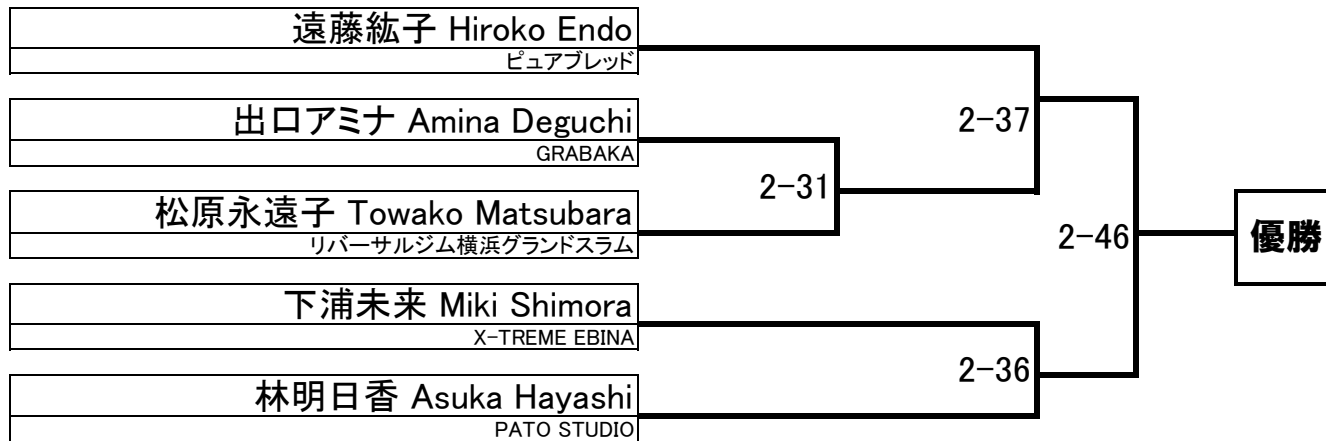 遠藤紘子 Hiroko Endo
ピュアブレッド
出口アミナ Amina Deguchi
GRABAKA
松原永遠子 Towako Matsubara
リバーサルジム横浜グランドスラム
下浦未来 Miki Shimora
X-TREME EBINA
林明日香 Asuka Hayashi
PATO STUDIO
2-31
2-37
2-36
2-46
優勝